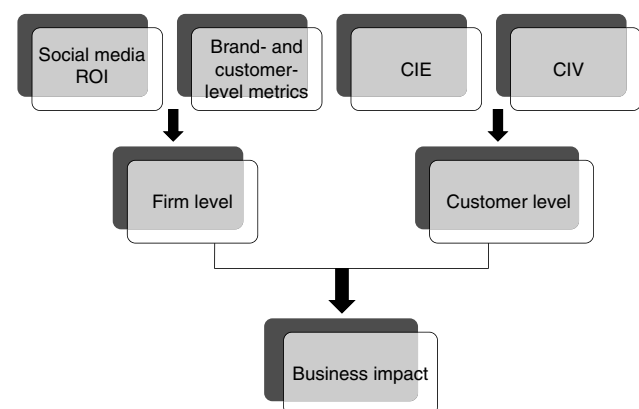 Social media
ROI
Brand- and
customer-
level metrics
CIE
CIV
Firm level
Customer level
Business impact